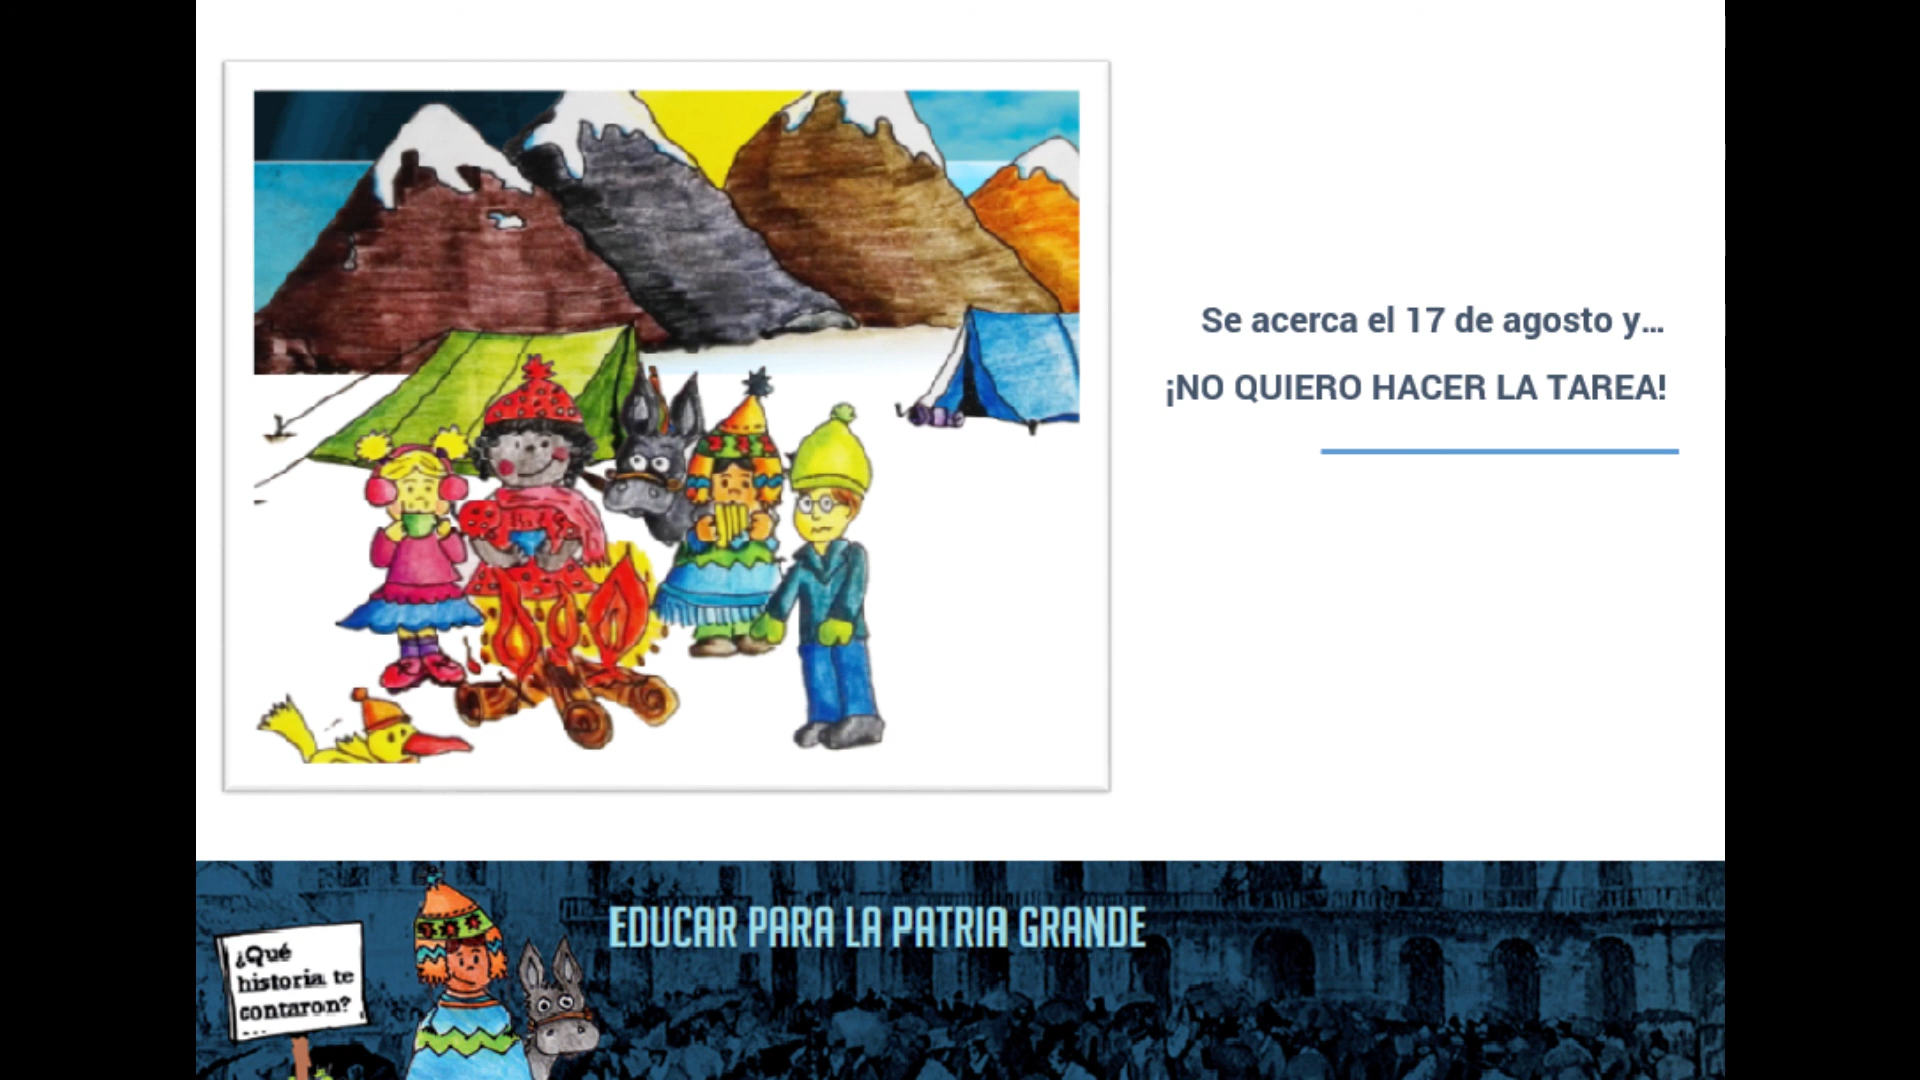 Se acerca el 17 de agosto y...
¡NO QUIERO HACER LA TAREA!
EDUCAR PARA LA PATRIA GRANDE
¿Qué
historia te
contaron?
...